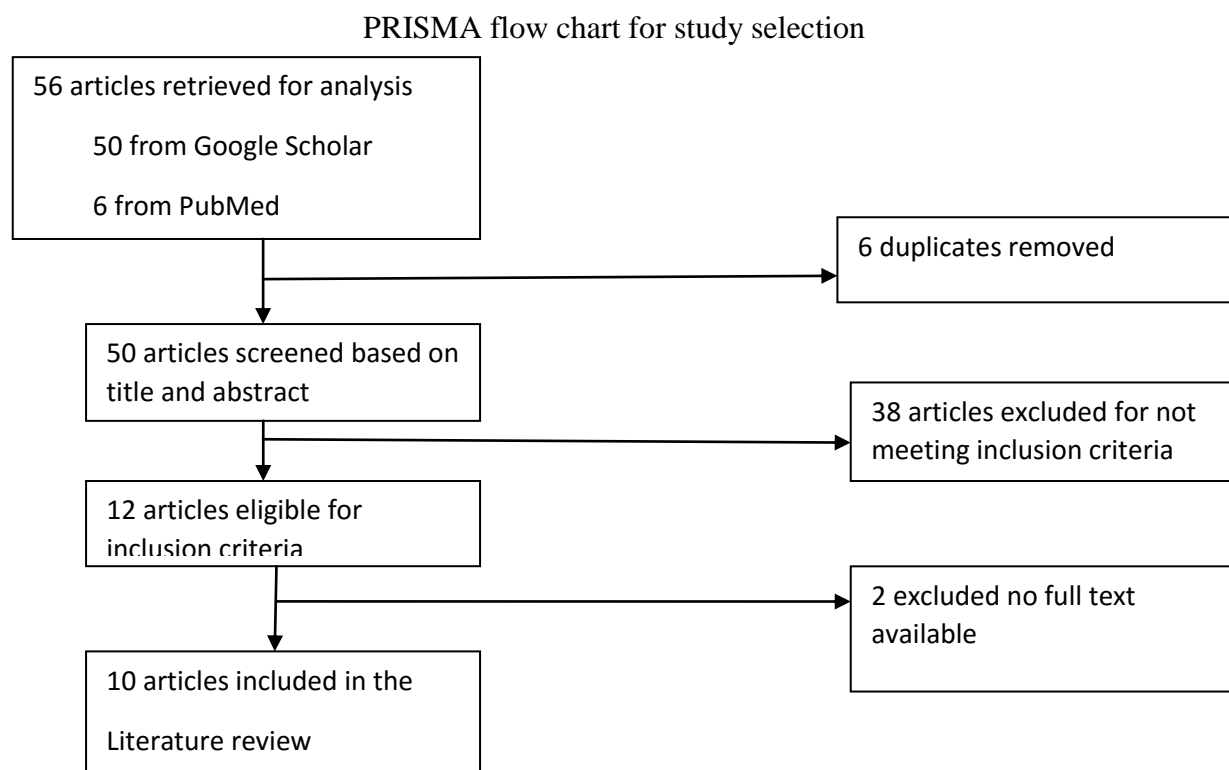 PRISMA flow chart for study selection
56 articles retrieved for analysis
50 from Google Scholar
6 from PubMed
6 duplicates removed
50 articles screened based on
title and abstract
38 articles excluded for not
meeting inclusion criteria
12 articles eligible for
inclusion criteria
2 excluded no full text
available
10 articles included in the
Literature review